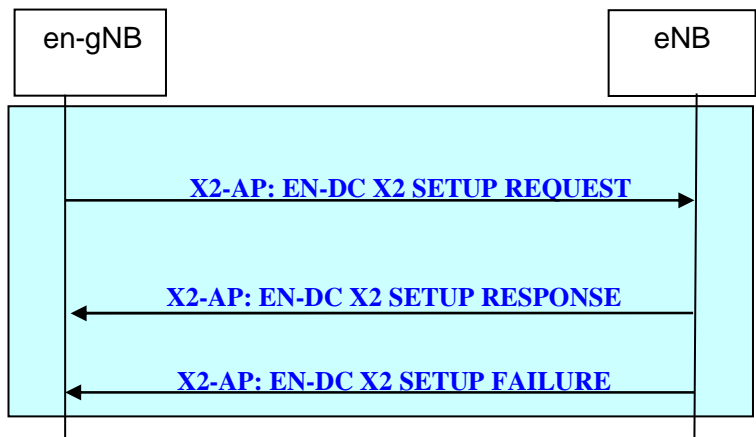 en-gNB
eNB
X2-AP: EN-DC X2 SETUP REQUEST
X2-AP: EN-DC X2 SETUP RESPONSE
X2-AP: EN-DC X2 SETUP FAILURE